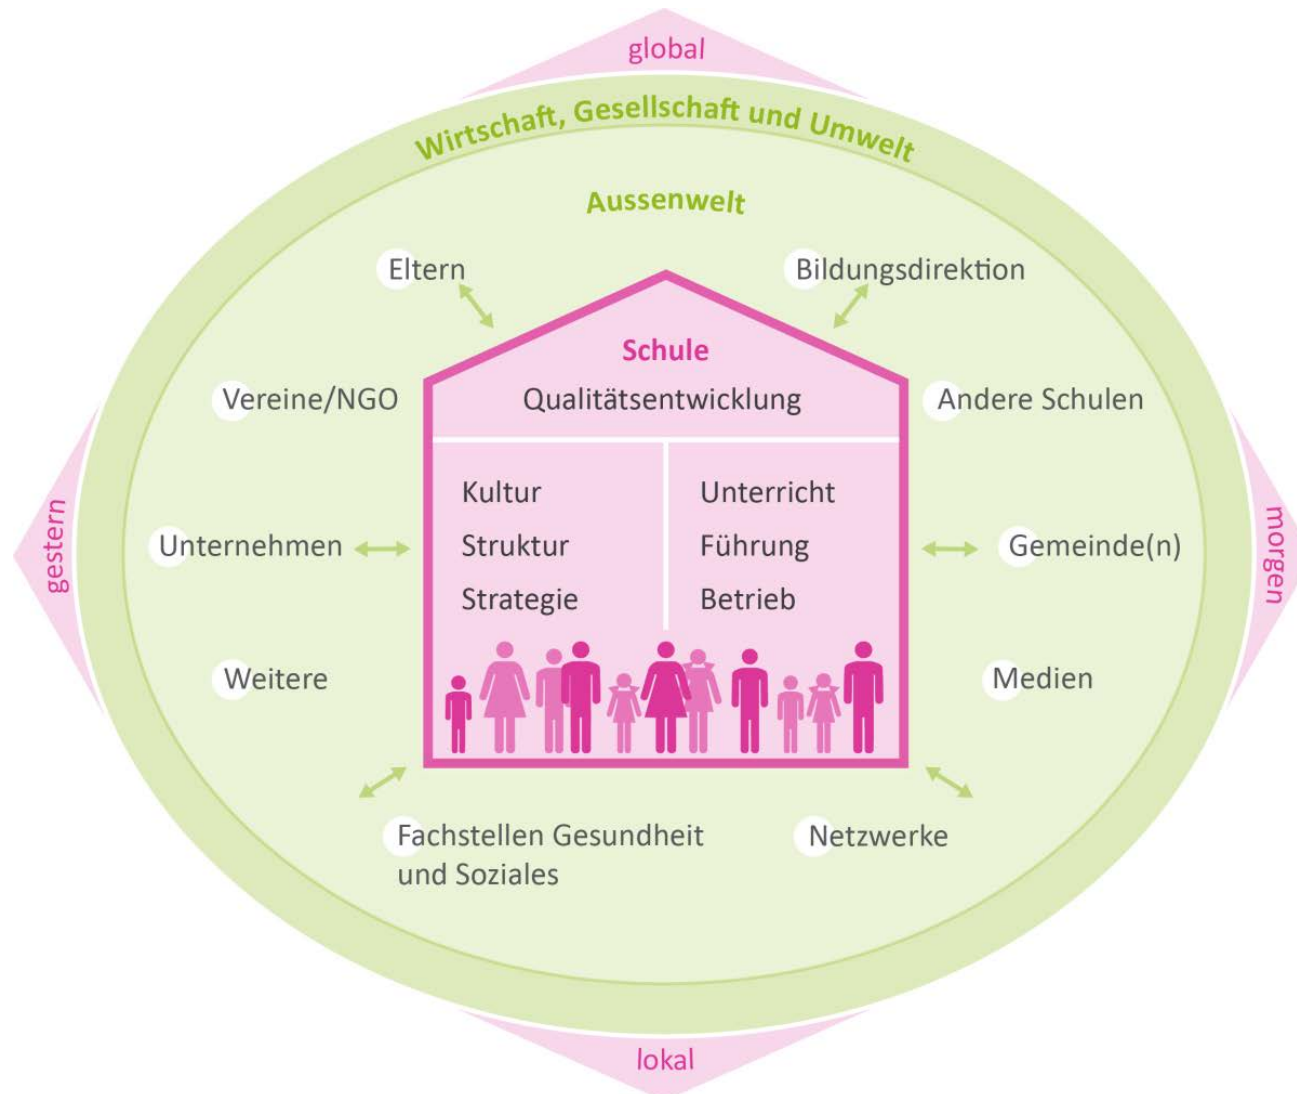 global
Wirtschaft, Gesellschaft und Umwelt
Aussenwelt
Eltern
Bildungsdirektion
Schule
Vereine/NGO
Qualitätsentwicklung
Andere Schulen
Kultur
Unterricht
gestern
Unternehmen
Struktur
Führung
Gemeinde(n)
morgen
Strategie
Betrieb
Weitere
Medien
Fachstellen Gesundheit
und Soziales
Netzwerke
lokal